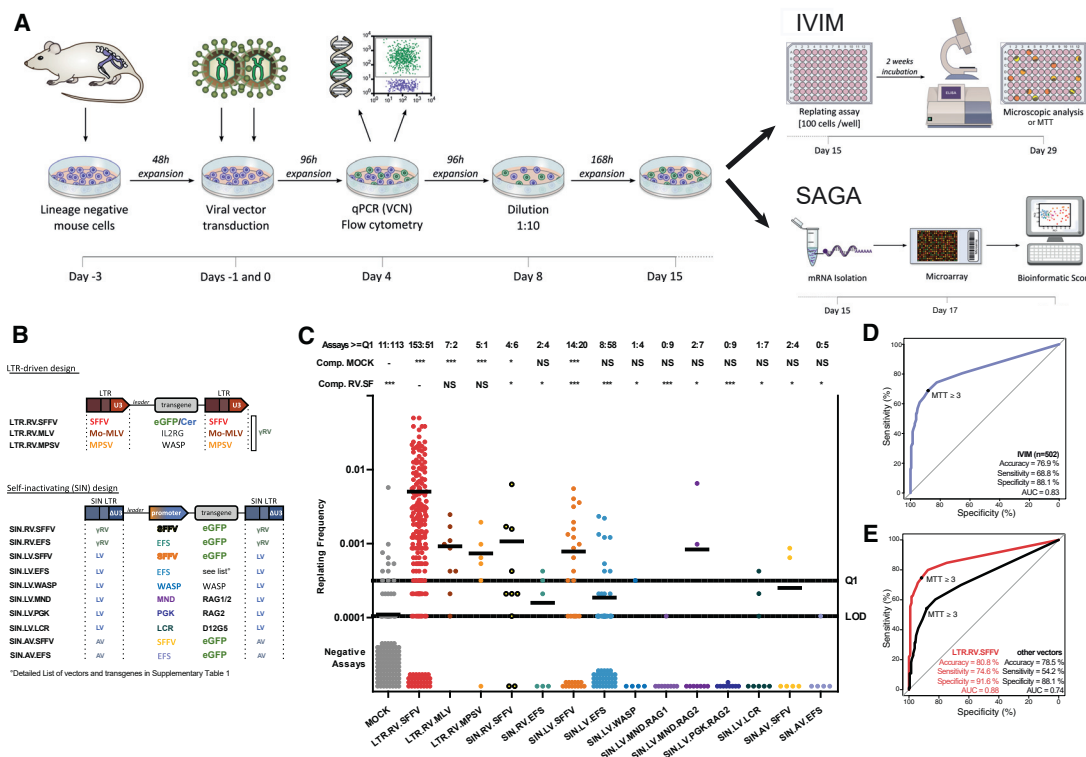 A
IVIM
SAGA
48h
expansion
96h
expansion
96h
expansion
168h
expansion
2 weeks
incubation
Lineage negative
mouse cells
Viral vector
transduction
qPCR (VCN)
Flow cytometry
Dilution
1:10
Replating assay
[100 cells /well]
Microscopic analysis
or MTT
Day -3
Days -1 and 0
Day 4
Day 8
Day 15
Day 15
Day 29
mRNA Isolation
Microarray
Bioinformatic Score
Day 15
Day 17
B
LTR-driven design
LTR
LTR
U3
leader
transgene
U3
LTR.RV.SFFV SFFV eGFP/Cer SFFV
LTR.RV.MLV Mo-MLV IL2RG Mo-MLV γRV
LTR.RV.MPSV MPSV WASP MPSV
Self-inactivating (SIN) design
SIN LTR
SIN LTR
ΔU3
leader
promoter
transgene
ΔU3
SIN.RV.SFFV γRV SFFV eGFP γRV
SIN.RV.EFS γRV EFS eGFP γRV
SIN.LV.SFFV LV SFFV eGFP LV
SIN.LV.EFS LV EFS see list* LV
SIN.LV.WASP LV WASP WASP LV
SIN.LV.MND LV MND RAG1/2 LV
SIN.LV.PGK LV PGK RAG2 LV
SIN.LV.LCR LV LCR D12G5 LV
SIN.AV.SFFV AV SFFV eGFP AV
SIN.AV.EFS AV EFS eGFP AV
*Detailed List of vectors and transgenes in Supplementary Table 1
C
Assays >=Q1 11:113 153:51 7:2 5:1 4:6 2:4 14:20 8:58 1:4 0:9 2:7 0:9 1:7 2:4 0:5
Comp. MOCK - *** *** *** * NS *** NS NS NS NS NS NS NS NS
Comp. RV.SF *** - NS NS * * *** *** * *** * *** * * *
Replating Frequency
0.01
0.001
0.0001
Q1
LOD
Negative
Assays
MOCK
LTR.RV.SFFV
LTR.RV.MLV
LTR.RV.MPSV
SIN.RV.SFFV
SIN.RV.EFS
SIN.LV.SFFV
SIN.LV.EFS
SIN.LV.WASP
SIN.LV.MND.RAG1
SIN.LV.MND.RAG2
SIN.LV.PGK.RAG2
SIN.LV.LCR
SIN.AV.SFFV
SIN.AV.EFS
D
Sensitivity (%)
100
80
60
40
20
0
MTT ≥ 3
IVIM (n=502)
Accuracy = 76.9 %
Sensitivity = 68.8 %
Specificity = 88.1 %
AUC = 0.83
100 80 60 40 20 0
Specificity (%)
E
Sensitivity (%)
100
80
60
40
20
0
MTT ≥ 3
MTT ≥ 3
LTR.RV.SFFV other vectors
Accuracy = 80.8 % Accuracy = 78.5 %
Sensitivity = 74.6 % Sensitivity = 54.2 %
Specificity = 91.6 % Specificity = 88.1 %
AUC = 0.88 AUC = 0.74
100 80 60 40 20 0
Specificity (%)